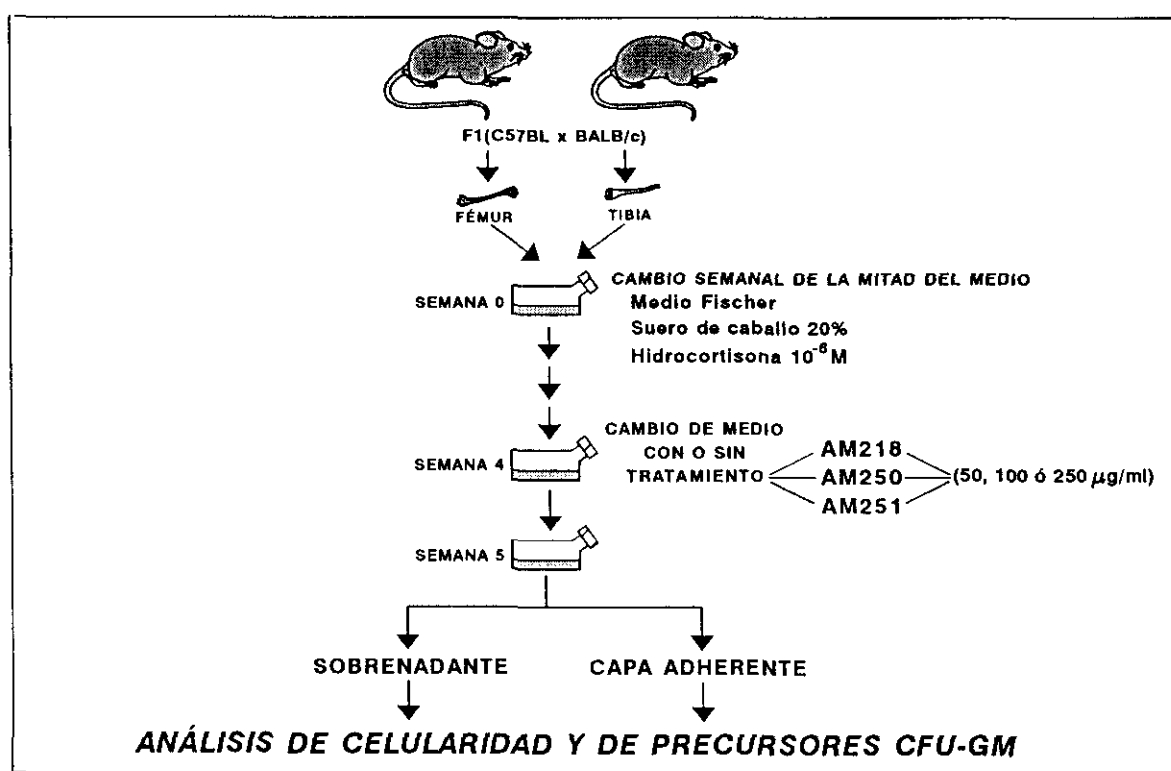 F1(C57BL x BALB/c)
FÉMUR
TIBIA
SEMANA 0
CAMBIO SEMANAL DE LA MITAD DEL MEDIO
Medio Fischer
Suero de caballo 20%
Hidrocortisona 10⁻⁶M
SEMANA 4
CAMBIO DE MEDIO
CON O SIN
TRATAMIENTO
AM218
AM250
AM251
(50, 100 ó 250 µg/ml)
SEMANA 5
SOBRENADANTE
CAPA ADHERENTE
ANÁLISIS DE CELULARIDAD Y DE PRECURSORES CFU-GM